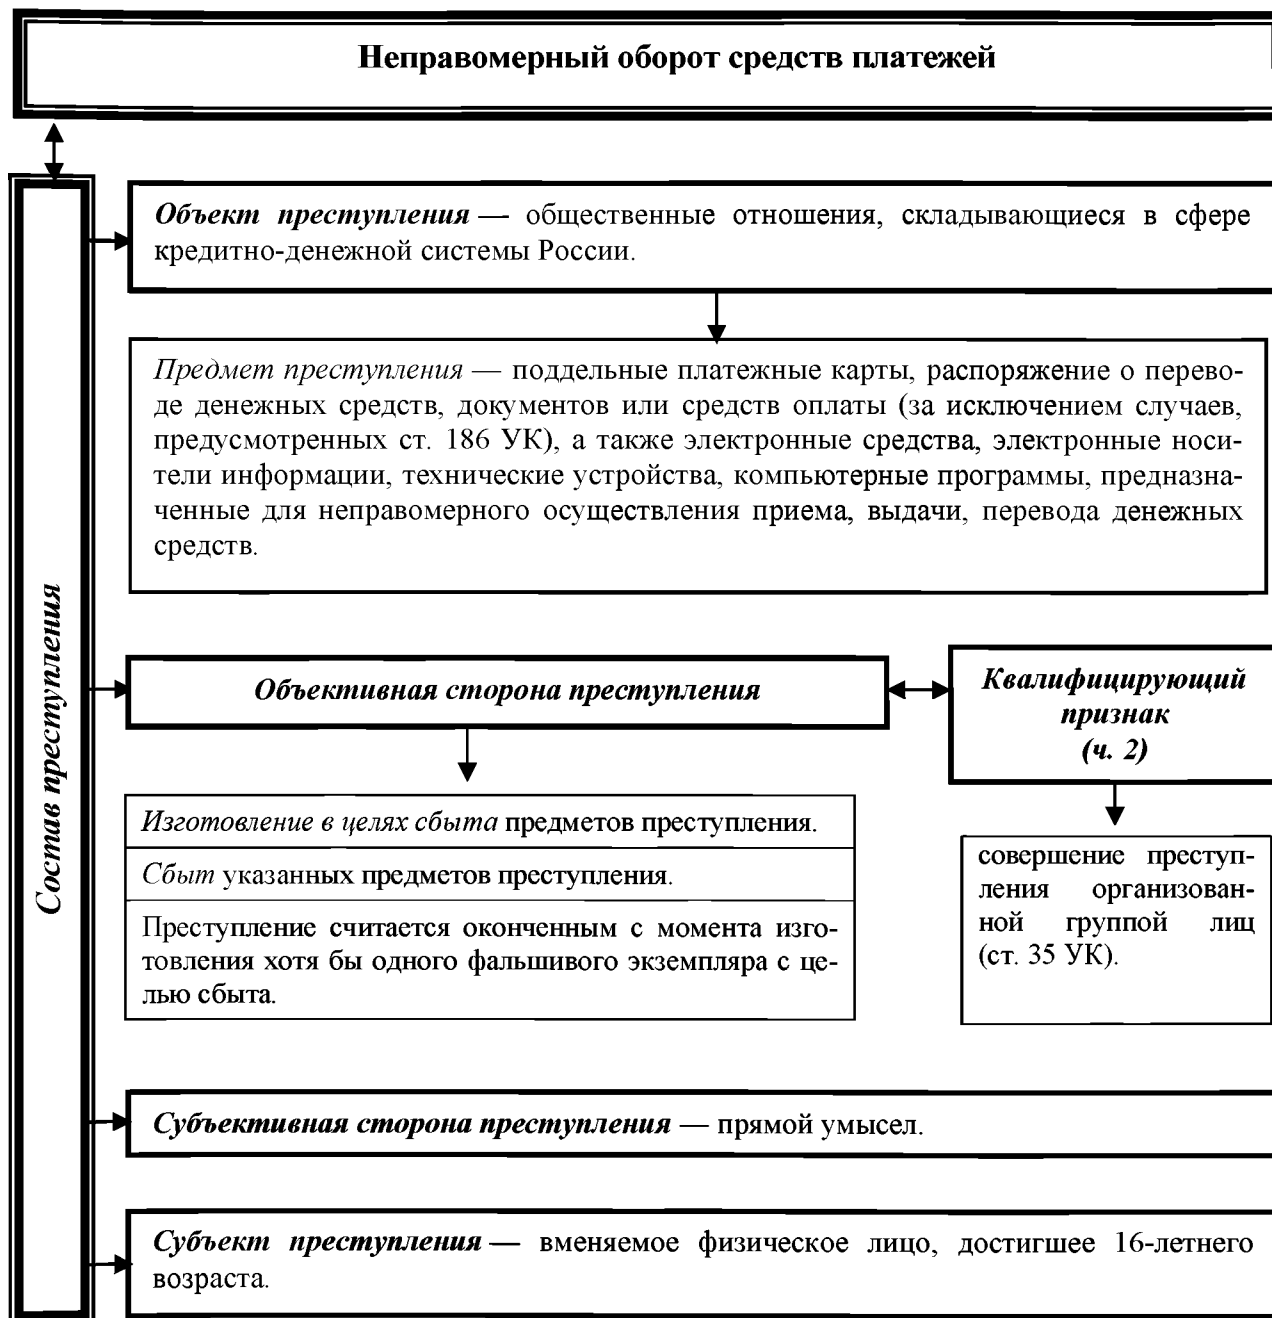 Неправомерный оборот средств платежей
Состав преступления
Объект преступления — общественные отношения, складывающиеся в сфере
кредитно-денежной системы России.
Предмет преступления — поддельные платежные карты, распоряжение о перево-
де денежных средств, документов или средств оплаты (за исключением случаев,
предусмотренных ст. 186 УК), а также электронные средства, электронные носи-
тели информации, технические устройства, компьютерные программы, предназна-
ченные для неправомерного осуществления приема, выдачи, перевода денежных
средств.
Объективная сторона преступления
Изготовление в целях сбыта предметов преступления.
Сбыт указанных предметов преступления.
Преступление считается оконченным с момента изго-
товления хотя бы одного фальшивого экземпляра с це-
лью сбыта.
Квалифицирующий
признак
(ч. 2)
совершение преступ-
ления организован-
ной группой лиц
(ст. 35 УК).
Субъективная сторона преступления — прямой умысел.
Субъект преступления — вменяемое физическое лицо, достигшее 16-летнего
возраста.